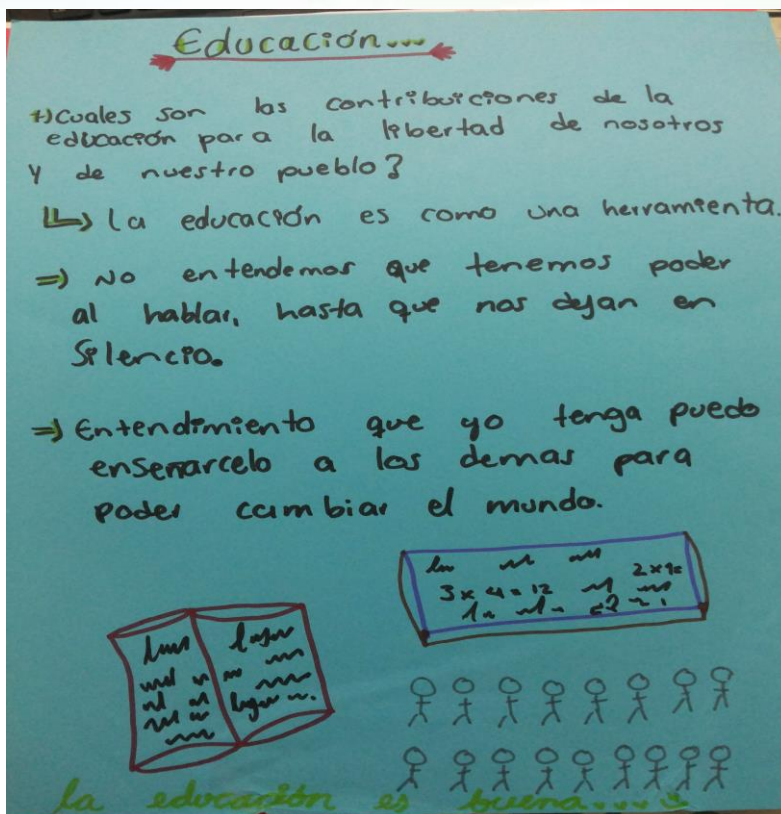 Educación...
1) Cuales son las contribuiciones de la
educación para la libertad de nosotros
y de nuestro pueblo?
La educación es como una herramienta.
=) No entendemos que tenemos poder
al hablar, hasta que nos dejan en
silencio.
=) Entendimiento que yo tenga puedo
enseñarcelo a los demas para
poder cambiar el mundo.
3x4=12
la educación es buena....